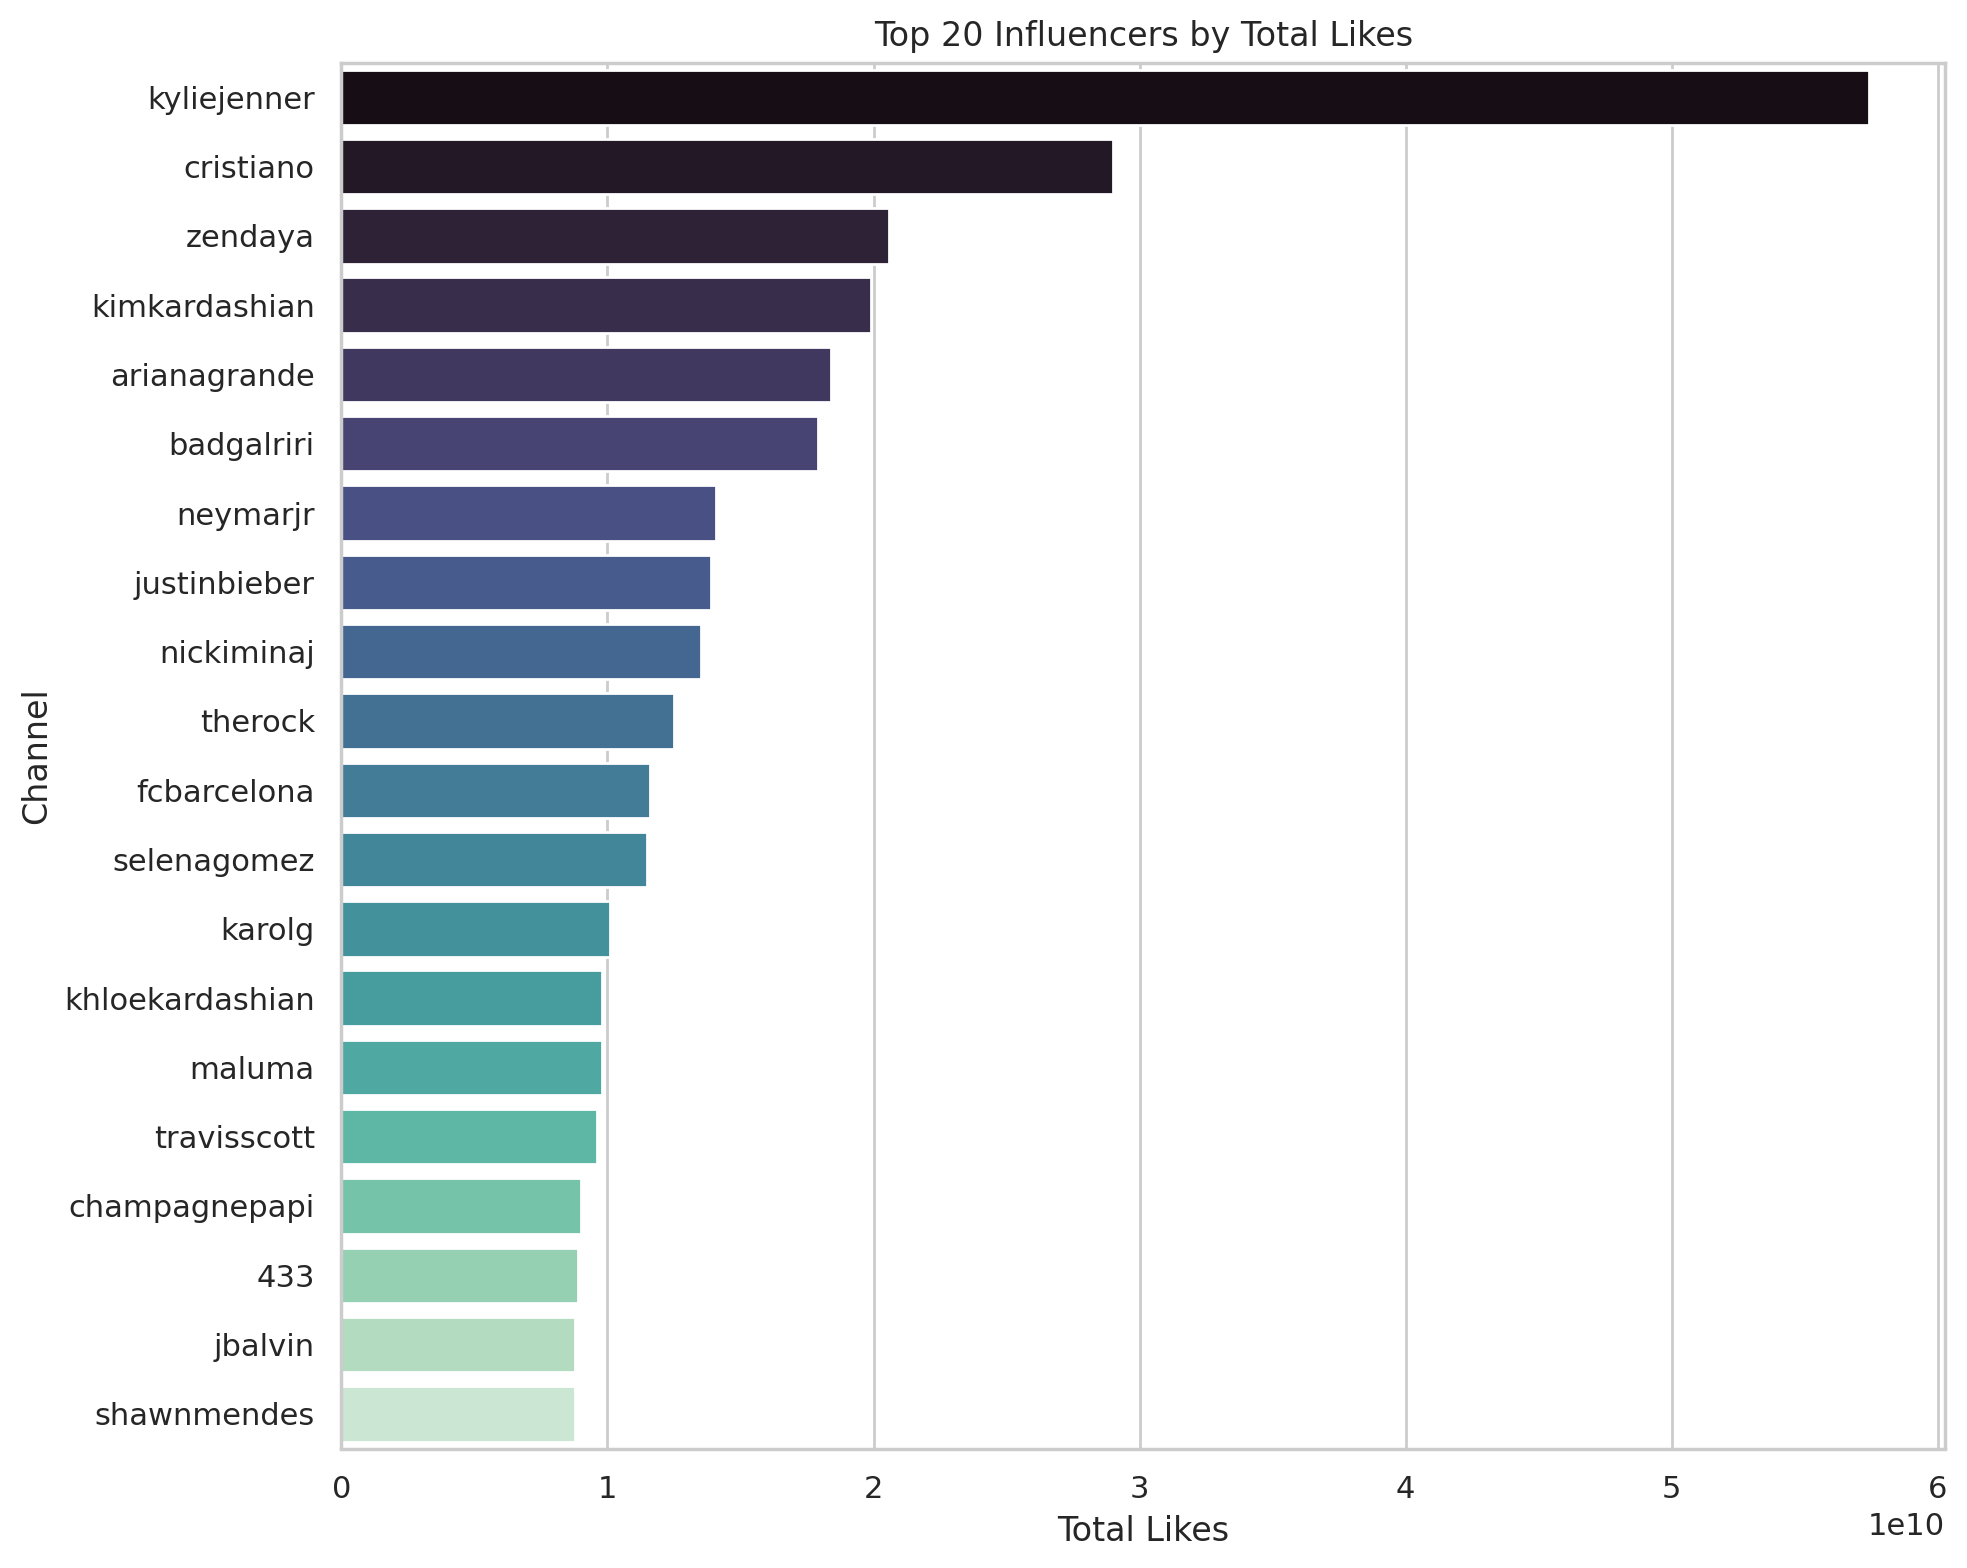 Top 20 Influencers by Total Likes
kyliejenner
cristiano
zendaya
kimkardashian
arianagrande
badgalriri
neymarjr
justinbieber
nickiminaj
therock
fcbarcelona
selenagomez
karolg
khloekardashian
maluma
travisscott
champagnepapi
433
jbalvin
shawnmendes
Channel
0 1 2 3 4 5 6
1e10
Total Likes